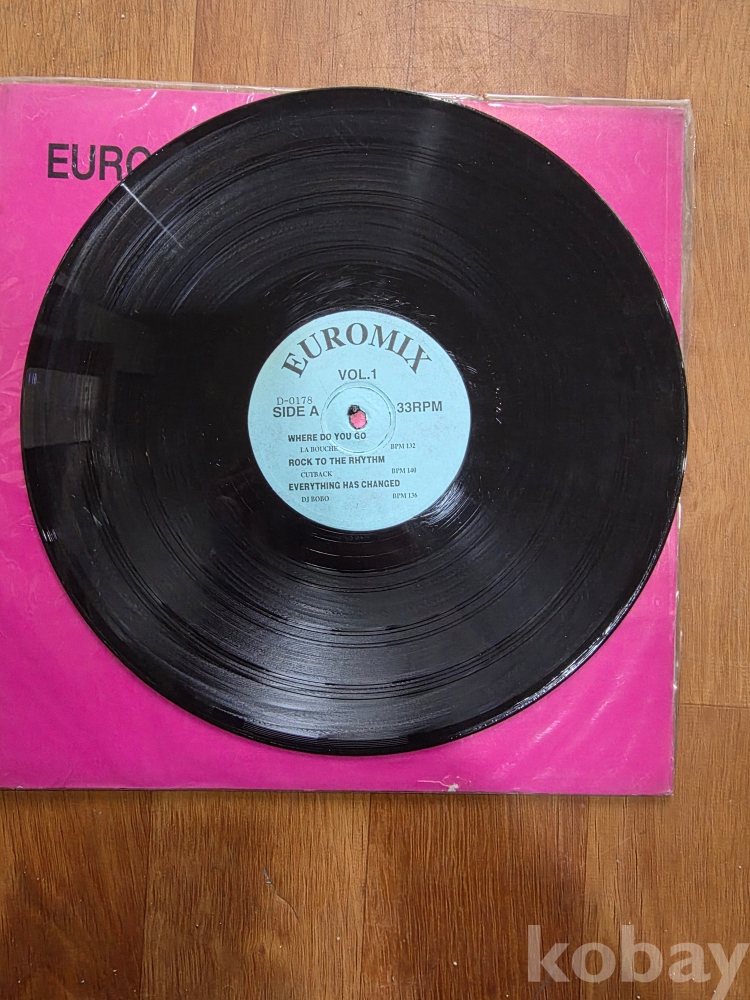 EURO
EUROMIX
VOL.1
D-0178
SIDE A 33RPM
WHERE DO YOU GO
LA BOUCHE BPM 132
ROCK TO THE RHYTHM
CUTBACK BPM 140
EVERYTHING HAS CHANGED
DJ BOBO BPM 136
kobay